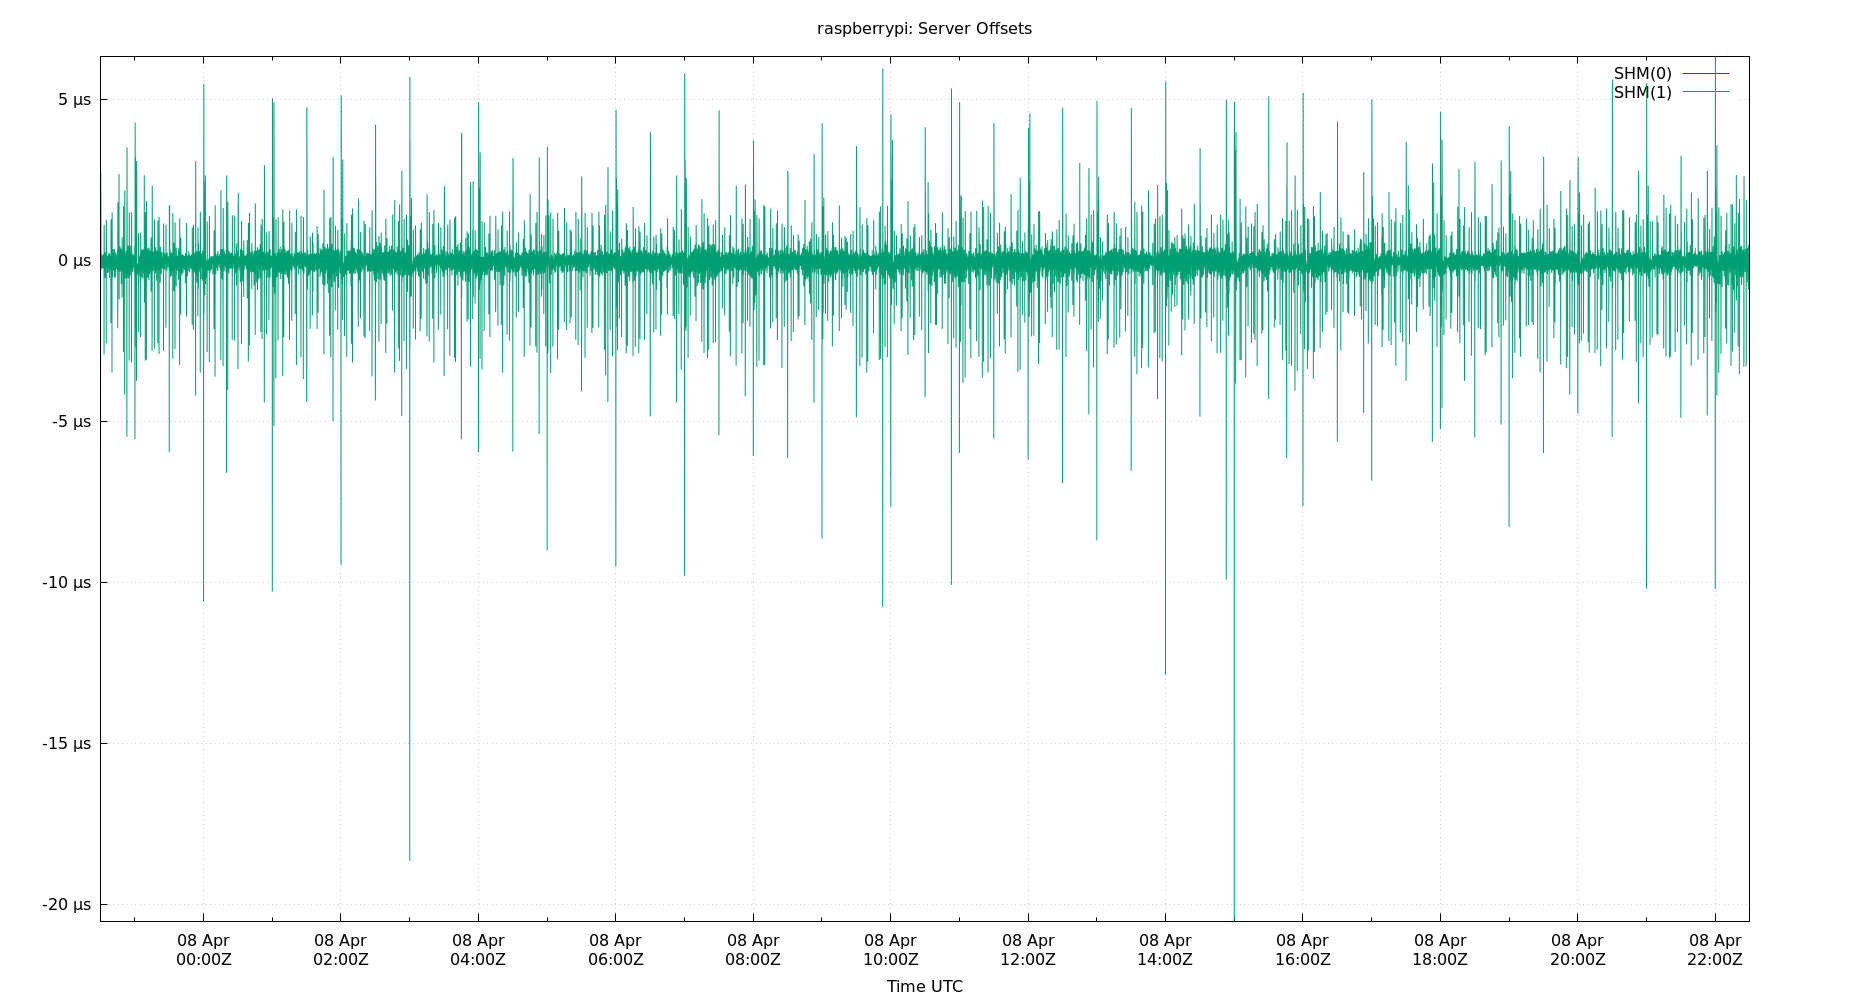 raspberrypi: Server Offsets
SHM(0)
SHM(1)
5 µs
0 µs
-5 µs
-10 µs
-15 µs
-20 µs
08 Apr 08 Apr 08 Apr 08 Apr 08 Apr 08 Apr 08 Apr 08 Apr 08 Apr 08 Apr 08 Apr 08 Apr
00:00Z 02:00Z 04:00Z 06:00Z 08:00Z 10:00Z 12:00Z 14:00Z 16:00Z 18:00Z 20:00Z 22:00Z
Time UTC